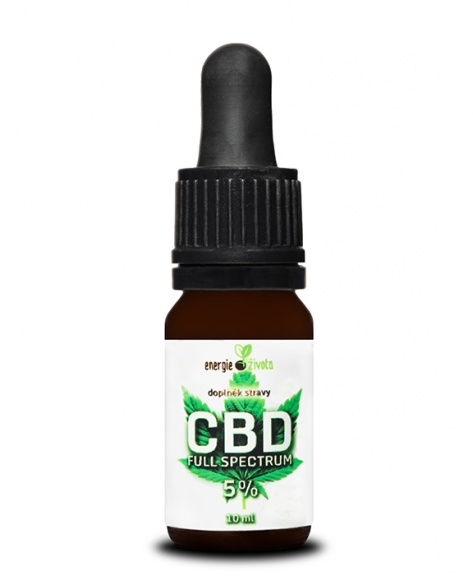 energie života
doplněk stravy
CBD
FULL SPECTRUM
5%
10 ml